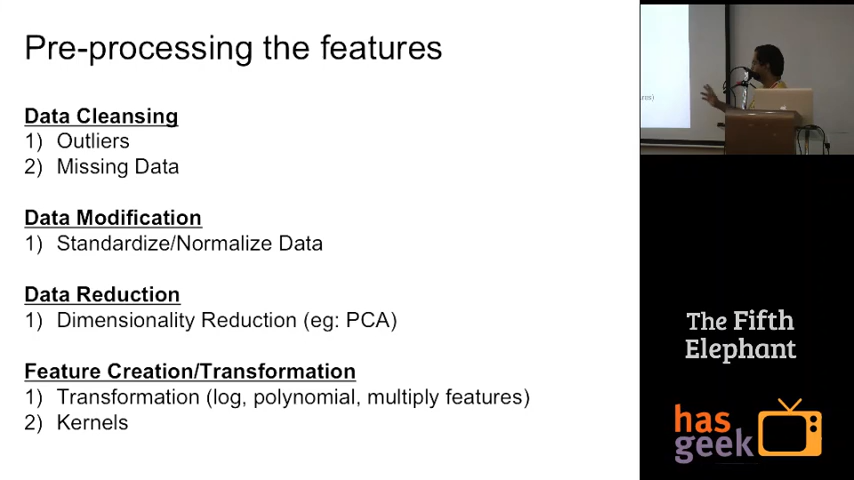 Pre-processing the features
Data Cleansing
1) Outliers
2) Missing Data
Data Modification
1) Standardize/Normalize Data
Data Reduction
1) Dimensionality Reduction (eg: PCA)
Feature Creation/Transformation
1) Transformation (log, polynomial, multiply features)
2) Kernels
The Fifth
Elephant
has
geek